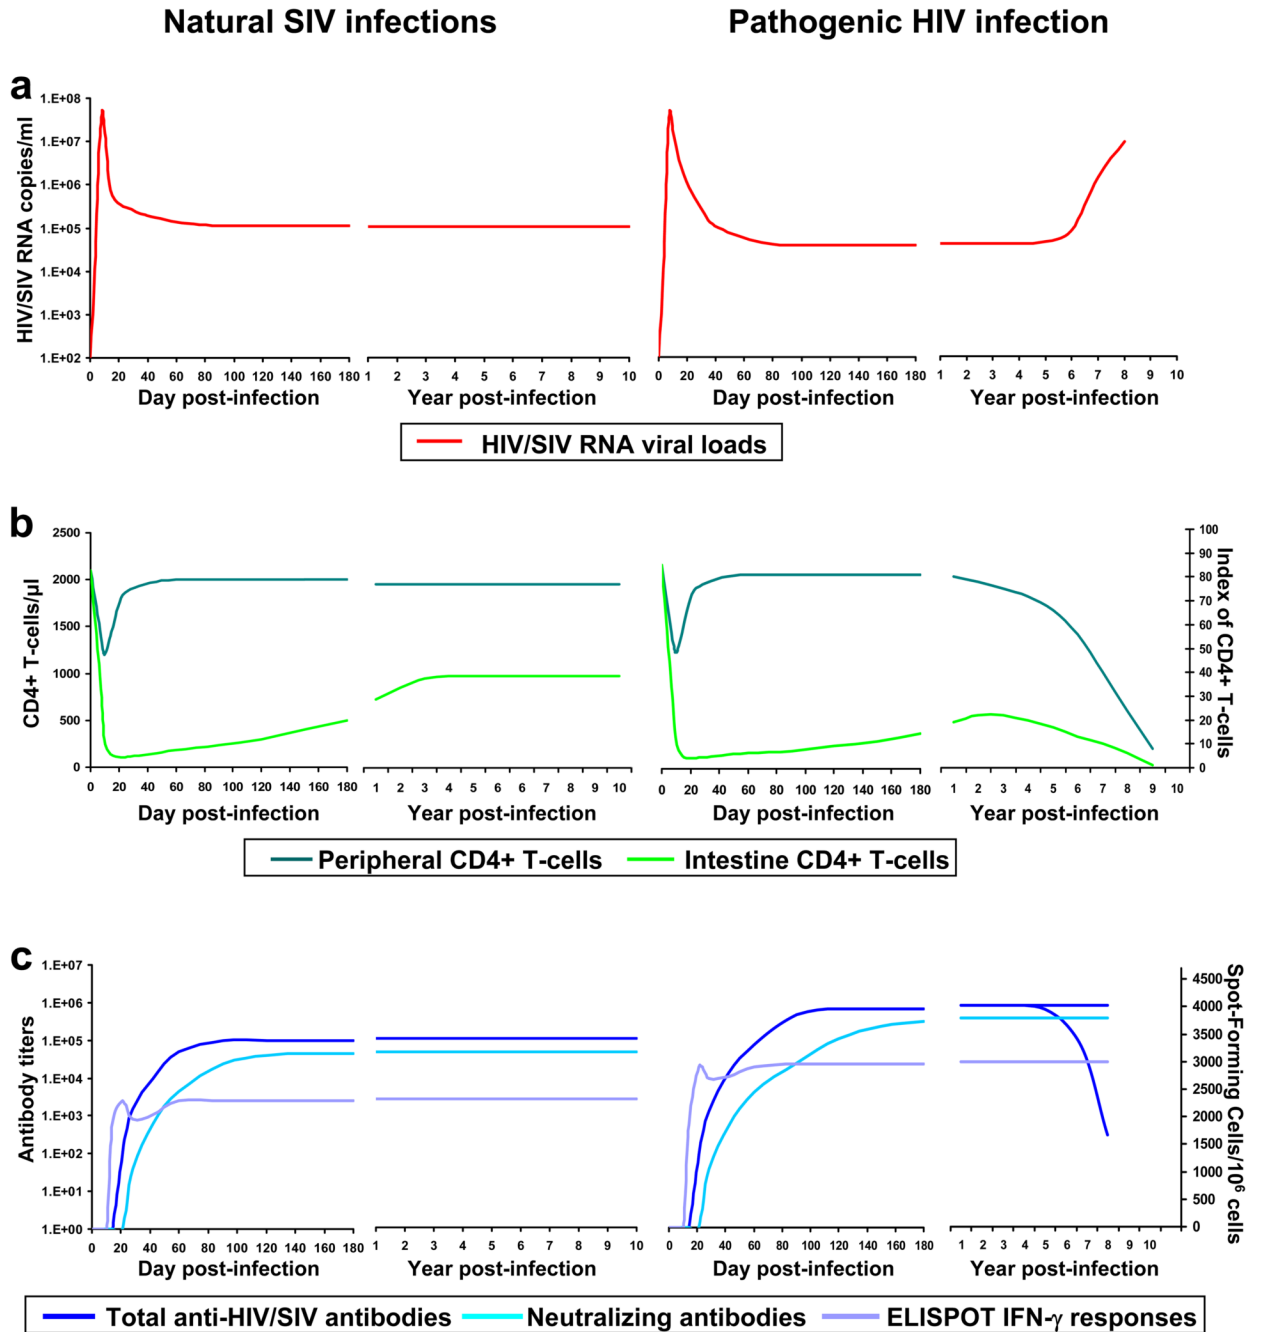 Natural SIV infections
Pathogenic HIV infection
a
HIV/SIV RNA copies/ml
1.E+08
1.E+07
1.E+06
1.E+05
1.E+04
1.E+03
1.E+02
0 20 40 60 80 100 120 140 160 180
1 2 3 4 5 6 7 8 9 10
0 20 40 60 80 100 120 140 160 180
1 2 3 4 5 6 7 8 9 10
Day post-infection
Year post-infection
Day post-infection
Year post-infection
HIV/SIV RNA viral loads
b
CD4+ T-cells/µl
2500
2000
1500
1000
500
0
100
90
80
70
60
50
40
30
20
10
0
Index of CD4+ T-cells
0 20 40 60 80 100 120 140 160 180
1 2 3 4 5 6 7 8 9 10
0 20 40 60 80 100 120 140 160 180
1 2 3 4 5 6 7 8 9 10
Day post-infection
Year post-infection
Day post-infection
Year post-infection
Peripheral CD4+ T-cells
Intestine CD4+ T-cells
c
Antibody titers
1.E+07
1.E+06
1.E+05
1.E+04
1.E+03
1.E+02
1.E+01
1.E+00
4500
4000
3500
3000
2500
2000
1500
1000
500
0
Spot-Forming Cells/10⁶ cells
0 20 40 60 80 100 120 140 160 180
1 2 3 4 5 6 7 8 9 10
0 20 40 60 80 100 120 140 160 180
1 2 3 4 5 6 7 8 9 10
Day post-infection
Year post-infection
Day post-infection
Year post-infection
Total anti-HIV/SIV antibodies
Neutralizing antibodies
ELISPOT IFN-γ responses